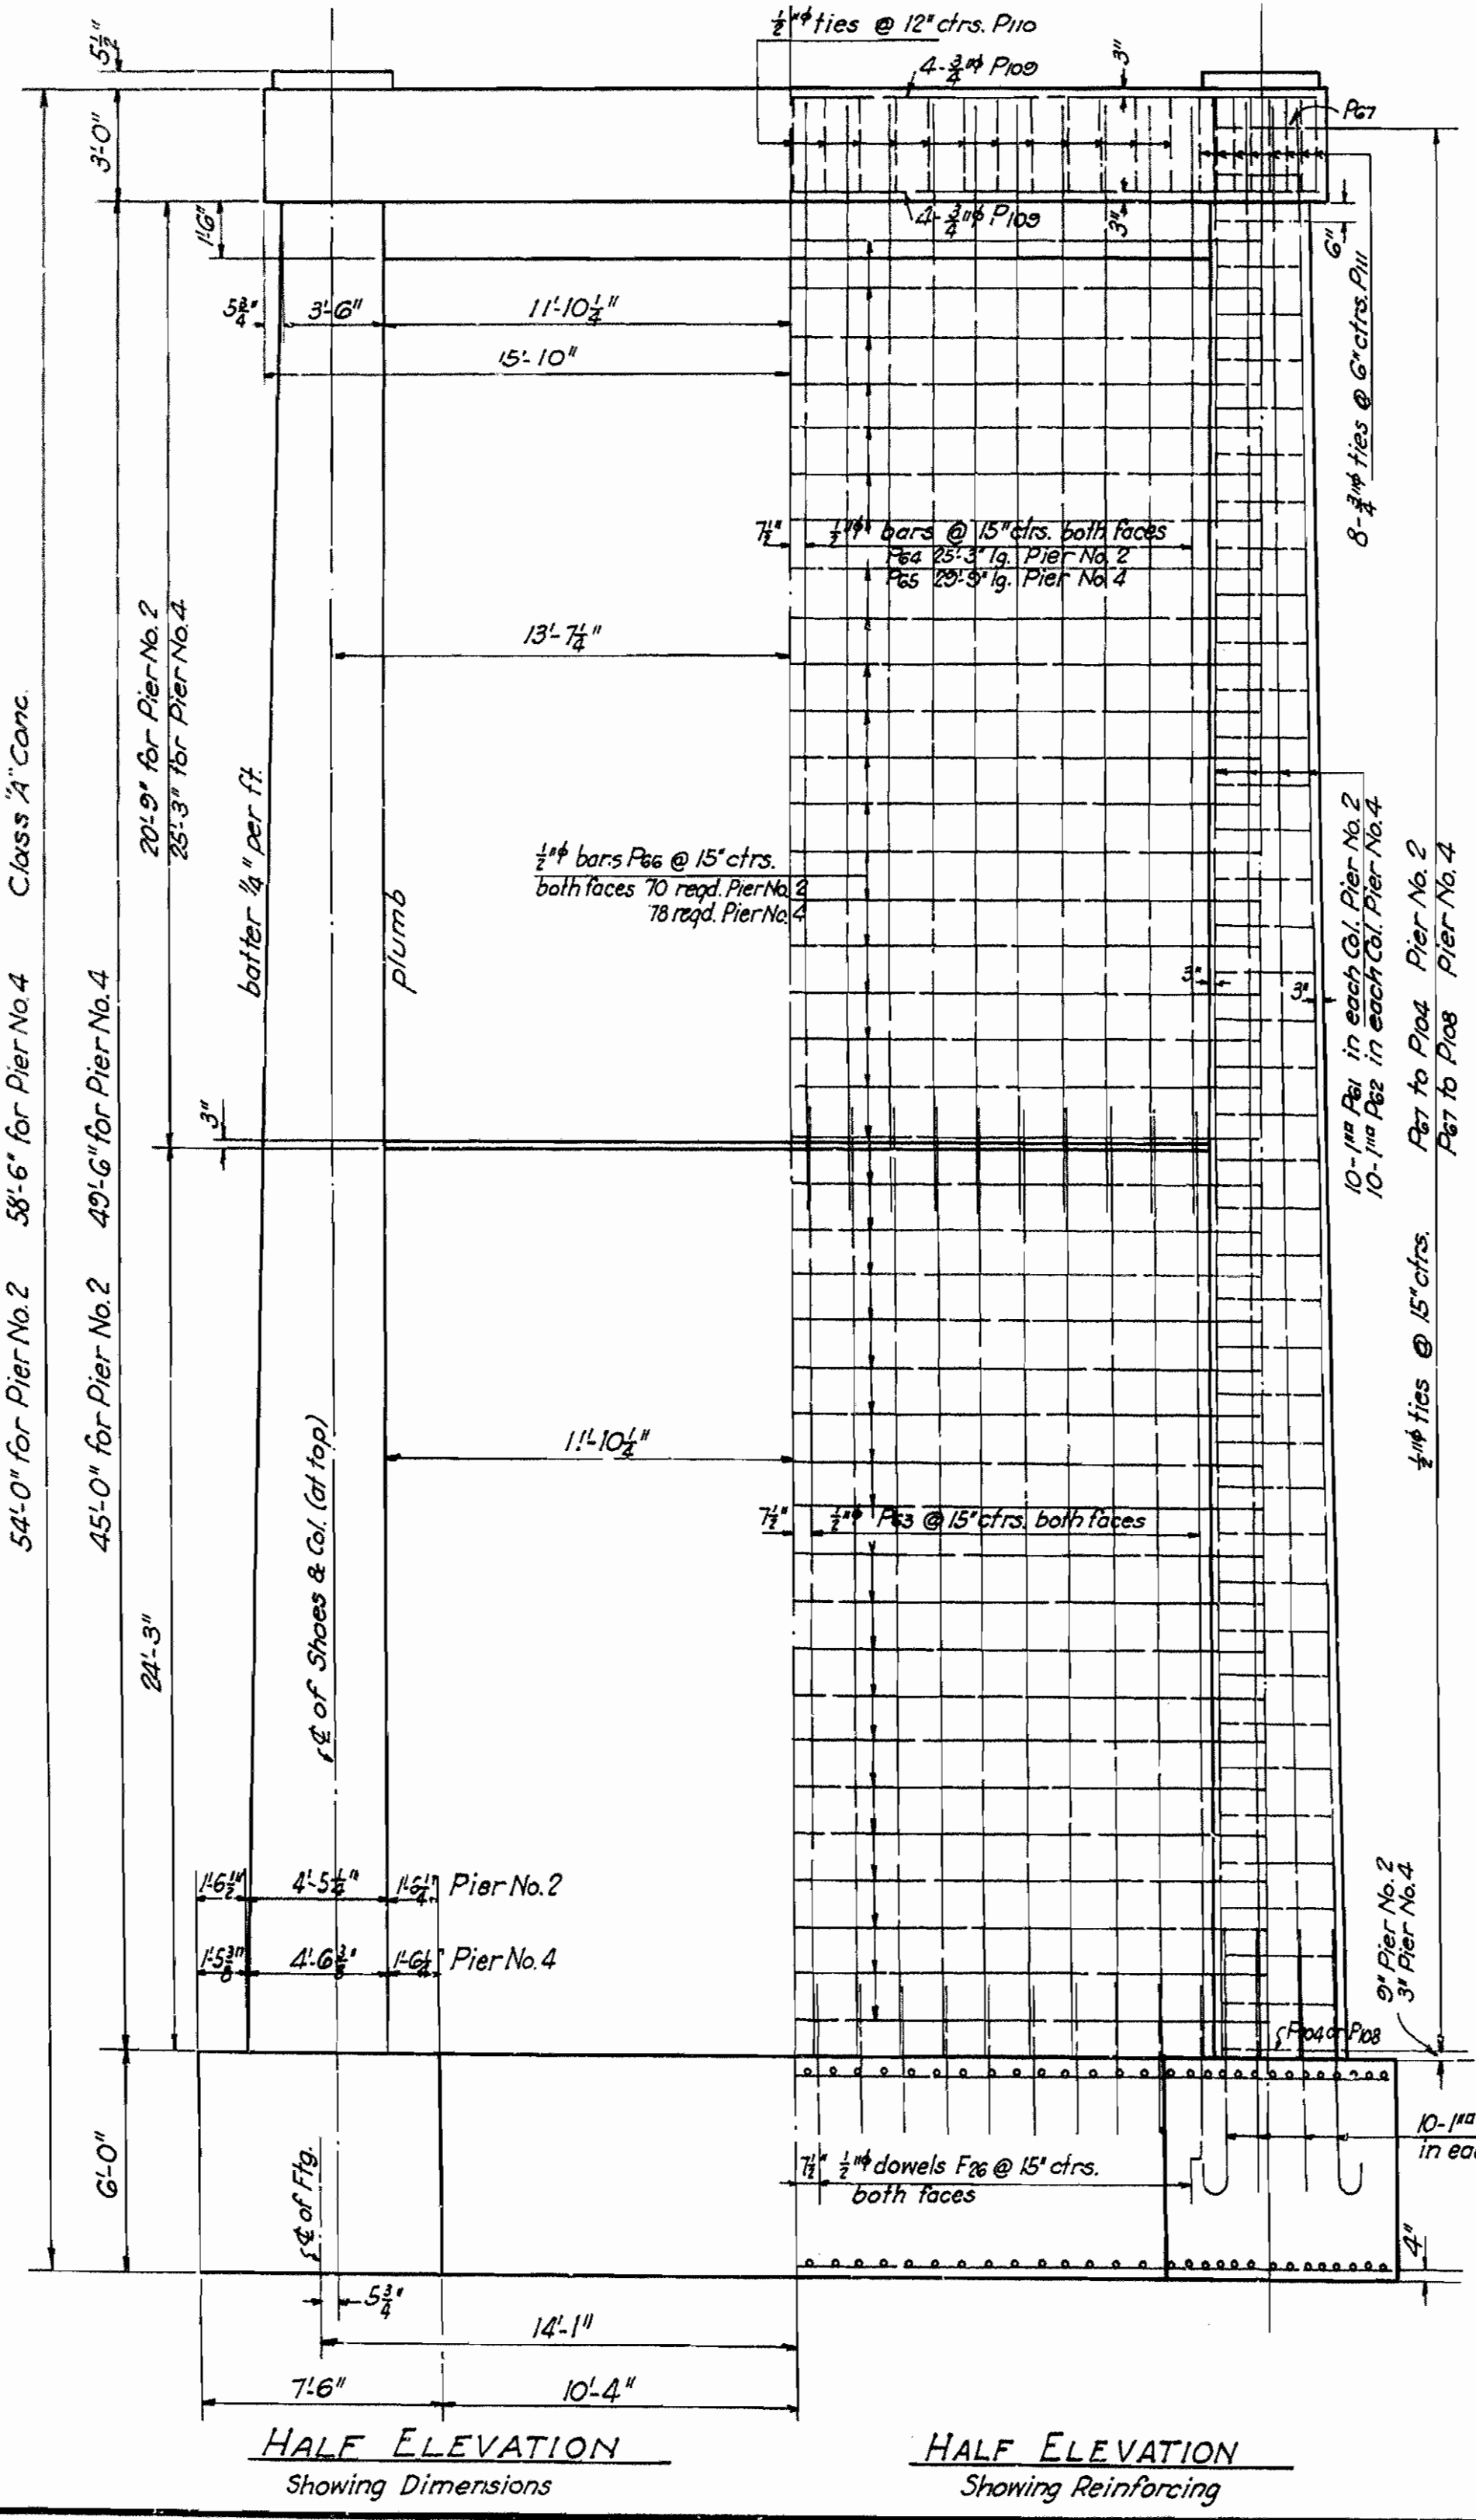 5½"
½"ϕ ties @ 12" ctrs. P110
4-¾"ϕ P109
3"
P67
3'-0"
1'-6"
4-¾"ϕ P109
3"
6"
8-¾"ϕ ties @ 6" ctrs. P111
5¾"
3'-6"
11'-10¼"
15'-10"
7½"
½"ϕ bars @ 15" ctrs. both faces
P64 25'-3" lg. Pier No. 2
P65 29'-9" lg. Pier No. 4
13'-7¼"
20'-9" for Pier No. 2
25'-3" for Pier No. 4
Class "A" Conc.
batter ¼" per ft.
plumb
½"ϕ bars P66 @ 15" ctrs.
both faces 70 reqd. Pier No. 2
78 reqd. Pier No. 4
3"
3"
10-1"□ P61 in each Col. Pier No. 2
10-1"□ P62 in each Col. Pier No. 4
½"ϕ ties @ 15" ctrs.
P67 to P104 Pier No. 2
P67 to P108 Pier No. 4
54'-0" for Pier No. 2 58'-6" for Pier No. 4
45'-0" for Pier No. 2 49'-6" for Pier No. 4
3"
24'-3"
₵ of Shoes & Col. (at top)
11'-10¼"
7½"
½"ϕ P63 @ 15" ctrs. both faces
1'-6½"
4'-5¼"
1'-6¼"
Pier No. 2
1'-5⅜"
4'-6⅜"
1'-6¼"
Pier No. 4
9" Pier No. 2
3" Pier No. 4
P104 or P108
6'-0"
₵ of Ftg.
7½"
½"ϕ dowels F26 @ 15" ctrs.
both faces
10-1"□
in eac
4"
5¾"
14'-1"
7'-6"
10'-4"
HALF ELEVATION
Showing Dimensions
HALF ELEVATION
Showing Reinforcing